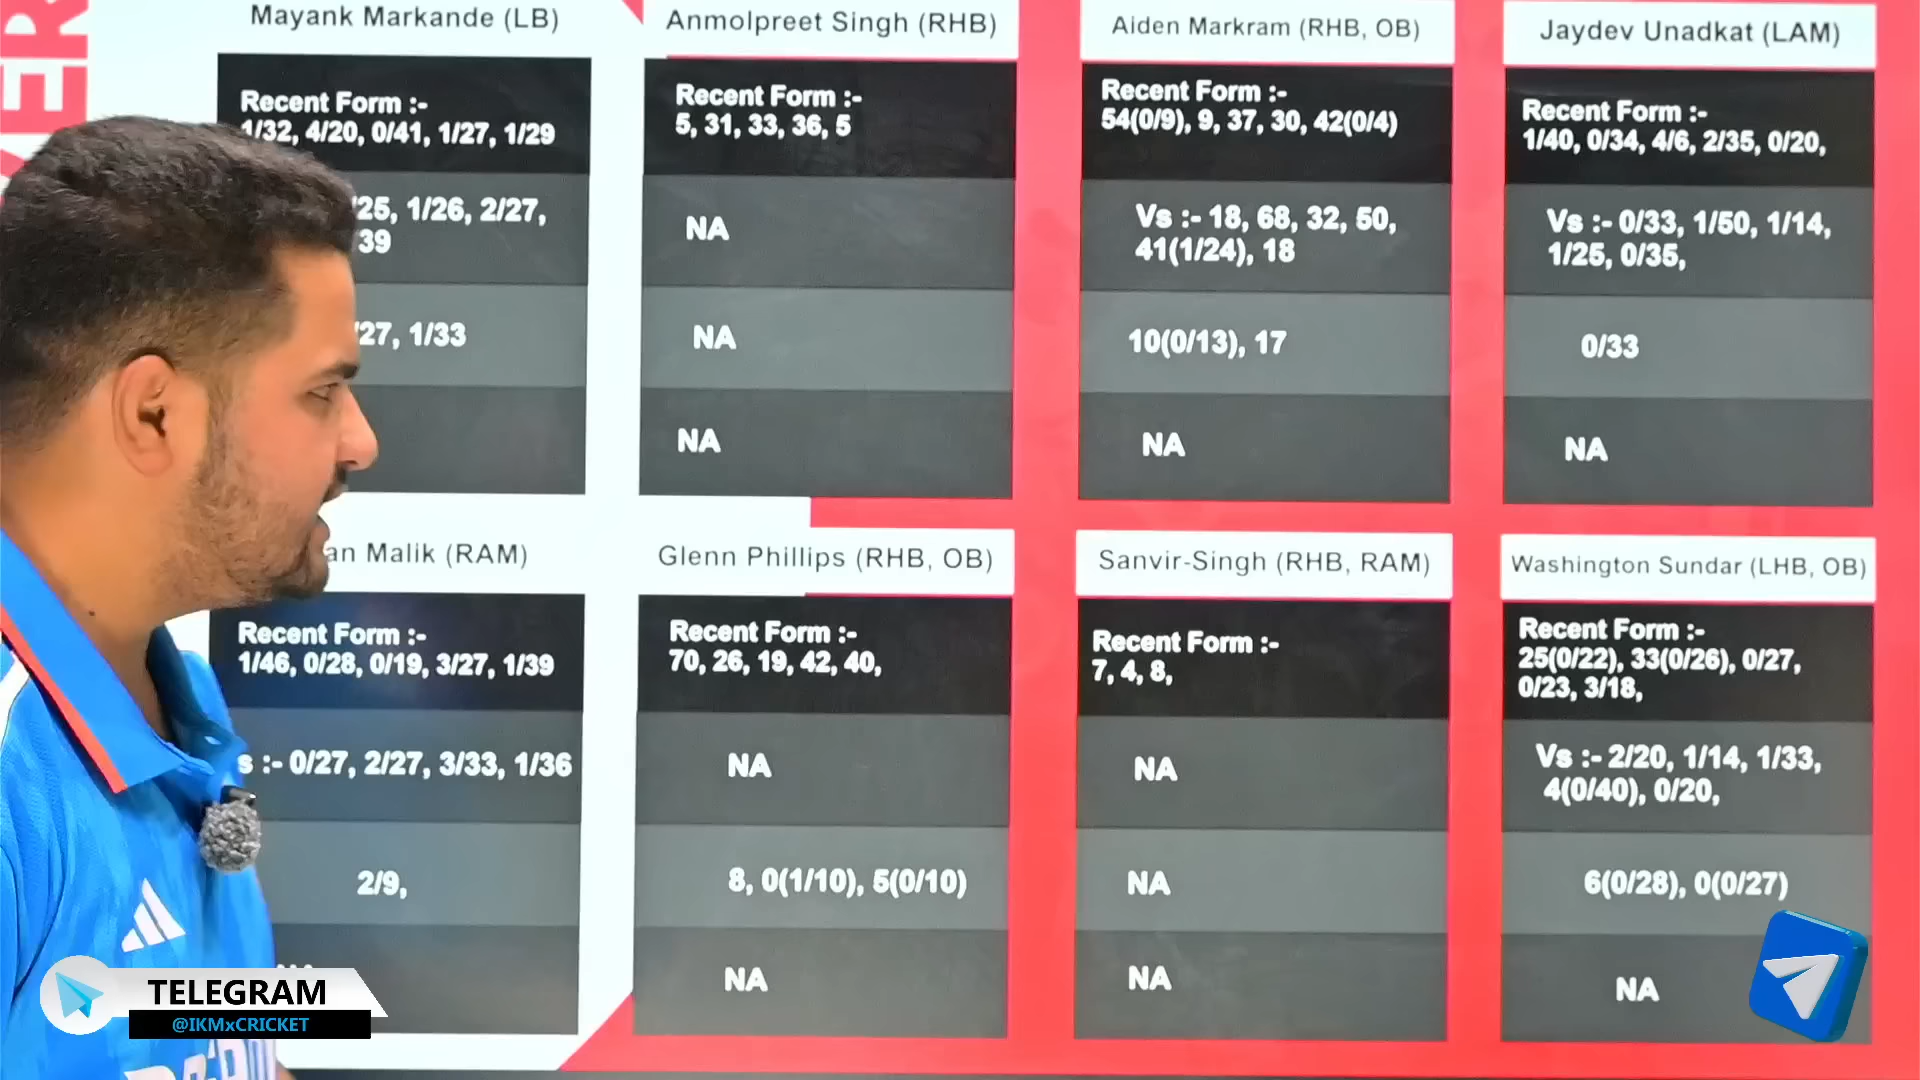 VER
Mayank Markande (LB)
Recent Form :-
1/32, 4/20, 0/41, 1/27, 1/29
25, 1/26, 2/27,
39
27, 1/33
Anmolpreet Singh (RHB)
Recent Form :-
5, 31, 33, 36, 5
NA
NA
NA
Aiden Markram (RHB, OB)
Recent Form :-
54(0/9), 9, 37, 30, 42(0/4)
Vs :- 18, 68, 32, 50,
41(1/24), 18
10(0/13), 17
NA
Jaydev Unadkat (LAM)
Recent Form :-
1/40, 0/34, 4/6, 2/35, 0/20,
Vs :- 0/33, 1/50, 1/14,
1/25, 0/35,
0/33
NA
an Malik (RAM)
Recent Form :-
1/46, 0/28, 0/19, 3/27, 1/39
s :- 0/27, 2/27, 3/33, 1/36
2/9,
Glenn Phillips (RHB, OB)
Recent Form :-
70, 26, 19, 42, 40,
NA
8, 0(1/10), 5(0/10)
NA
Sanvir-Singh (RHB, RAM)
Recent Form :-
7, 4, 8,
NA
NA
NA
Washington Sundar (LHB, OB)
Recent Form :-
25(0/22), 33(0/26), 0/27,
0/23, 3/18,
Vs :- 2/20, 1/14, 1/33,
4(0/40), 0/20,
6(0/28), 0(0/27)
NA
TELEGRAM
@IKMxCRICKET